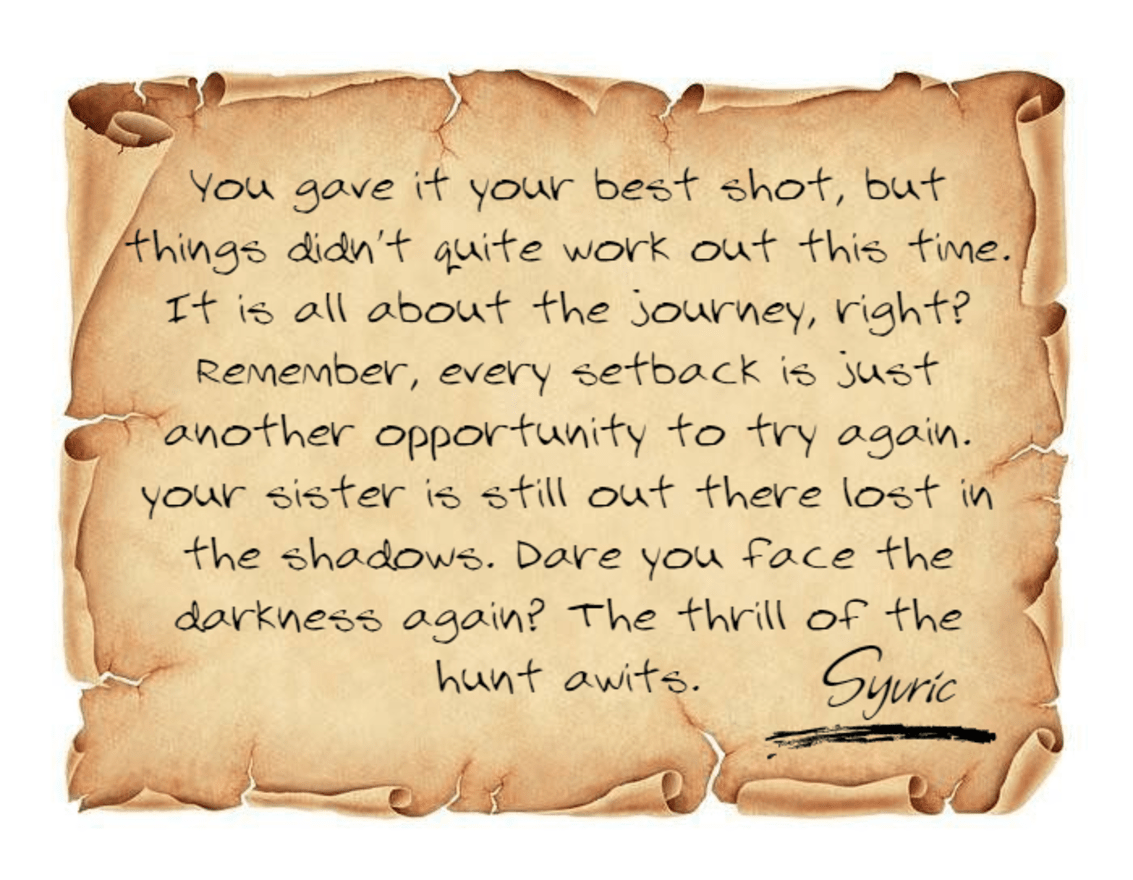 You gave it your best shot, but
things didn't quite work out this time.
It is all about the journey, right?
Remember, every setback is just
another opportunity to try again.
your sister is still out there lost in
the shadows. Dare you face the
darkness again? The thrill of the
hunt awits.
Syvric